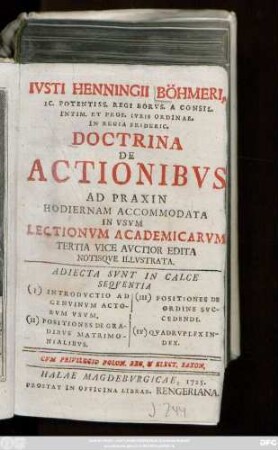 IVSTI HENNINGII BÖHMERI,
IC. POTENTISS. REGI BORVS. A CONSIL.
INTIM. ET PROF. IVRIS ORDINAR.
IN REGIA FRIDERIC.
DOCTRINA
DE
ACTIONIBVS
AD PRAXIN
HODIERNAM ACCOMMODATA
IN VSVM
LECTIONVM ACADEMICARVM
TERTIA VICE AVCTIOR EDITA
NOTISQVE ILLVSTRATA.
ADIECTA SVNT IN CALCE
SEQVENTIA
(I) INTRODVCTIO AD
GENVINVM ACTO-
RVM VSVM,
(II) POSITIONES DE GRA-
DIBVS MATRIMO-
NIALIBVS.
(III) POSITIONES DE
ORDINE SVC-
CEDENDI.
(IV) QVADRVPLEX IN-
DEX.
CVM PRIVILEGIO POLON. REG. & ELECT. SAXON.
HALAE MAGDEBVRGICAE,
PROSTAT IN OFFICINA LIBRAR. RENGERIANA.